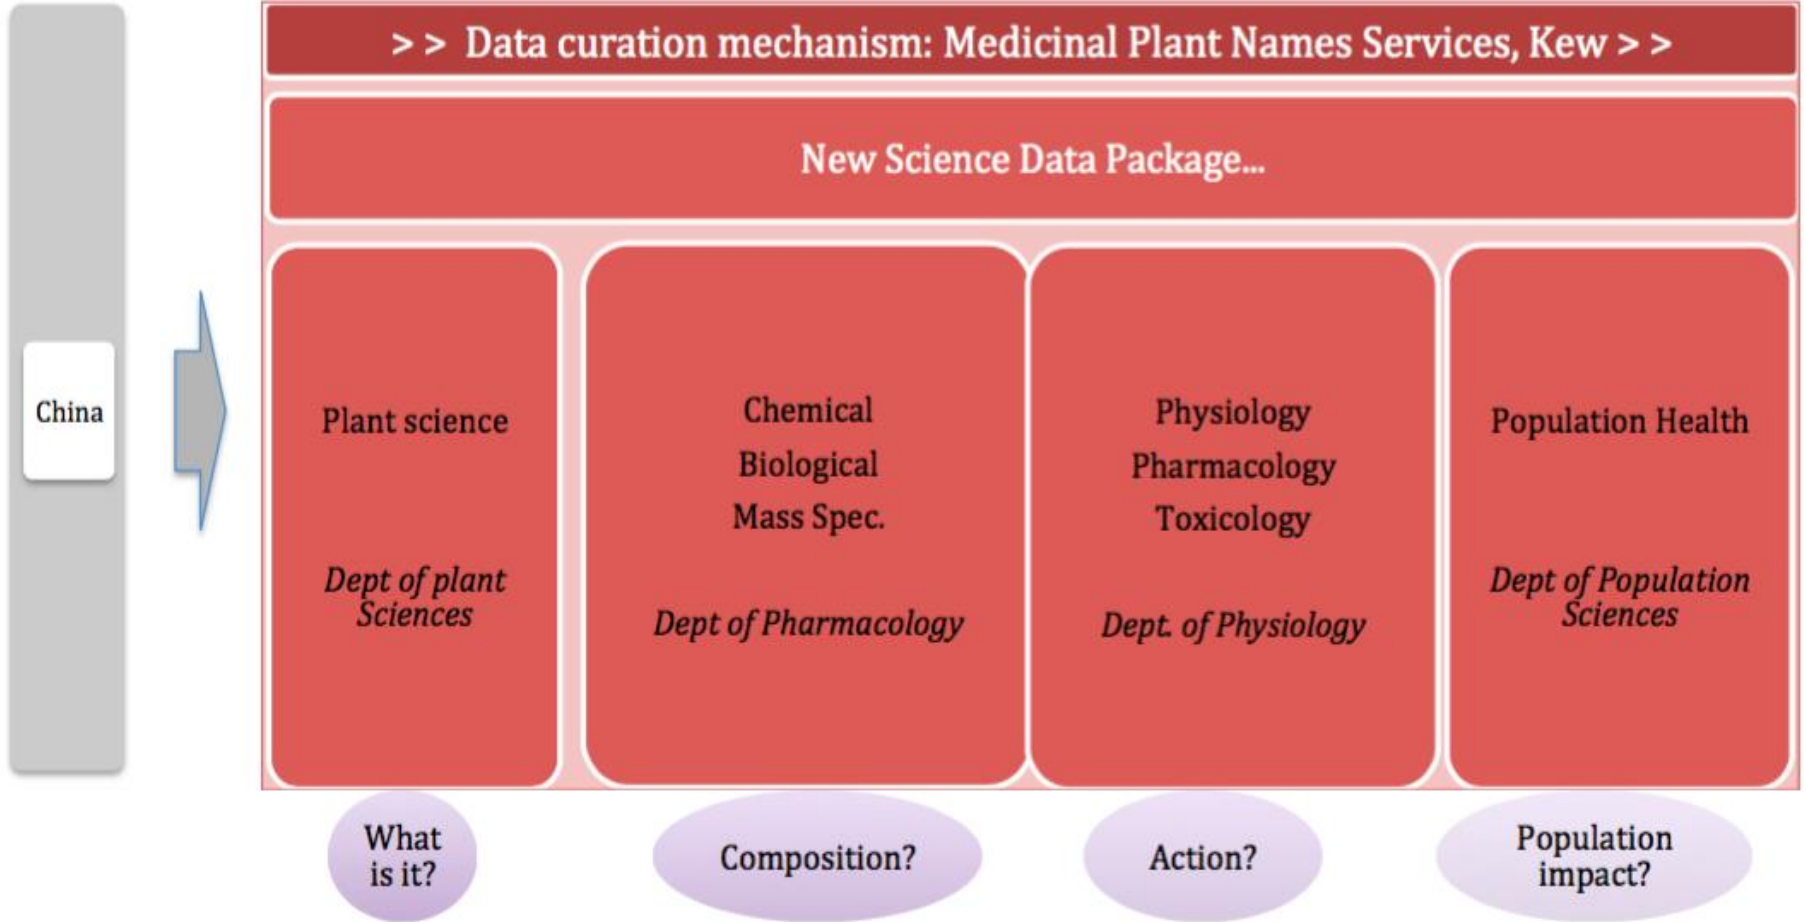 > > Data curation mechanism: Medicinal Plant Names Services, Kew > >
New Science Data Package...
China
Plant science
Dept of plant
Sciences
Chemical
Biological
Mass Spec.
Dept of Pharmacology
Physiology
Pharmacology
Toxicology
Dept. of Physiology
Population Health
Dept of Population
Sciences
What
is it?
Composition?
Action?
Population
impact?